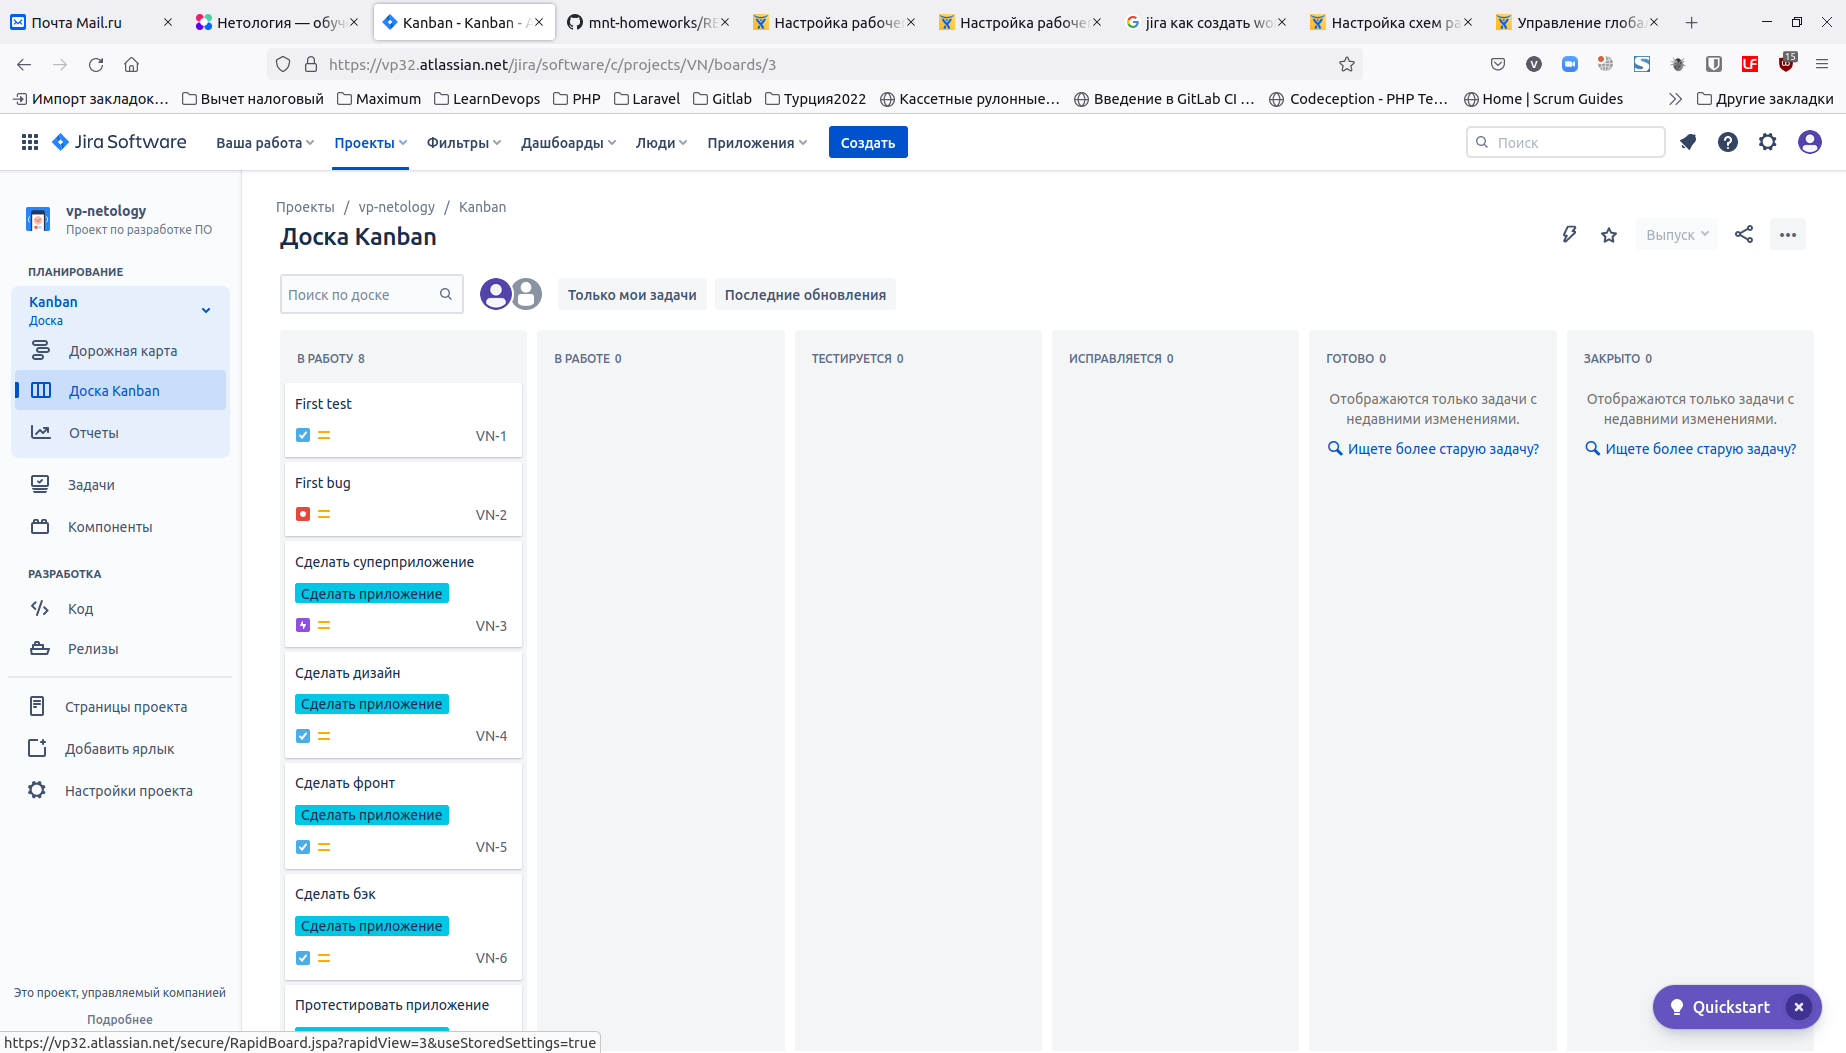 Почта Mail.ru
Нетология — обуч
Kanban - Kanban - A
mnt-homeworks/RE
Настройка рабоче
Настройка рабоче
jira как создать wo
Настройка схем ра
Управление глоба
https://vp32.atlassian.net/jira/software/c/projects/VN/boards/3
15
Импорт закладок…
Вычет налоговый
Maximum
LearnDevops
PHP
Laravel
Gitlab
Турция2022
Кассетные рулонные…
Введение в GitLab CI …
Codeception - PHP Te…
Home | Scrum Guides
Другие закладки
Jira Software
Ваша работа
Проекты
Фильтры
Дашборды
Люди
Приложения
Создать
Поиск
vp-netology
Проект по разработке ПО
ПЛАНИРОВАНИЕ
Kanban
Доска
Дорожная карта
Доска Kanban
Отчеты
Задачи
Компоненты
РАЗРАБОТКА
Код
Релизы
Страницы проекта
Добавить ярлык
Настройки проекта
Это проект, управляемый компанией
Подробнее
Проекты / vp-netology / Kanban
Доска Kanban
Выпуск
Поиск по доске
Только мои задачи
Последние обновления
В РАБОТУ 8
First test
VN-1
First bug
VN-2
Сделать суперприложение
Сделать приложение
VN-3
Сделать дизайн
Сделать приложение
VN-4
Сделать фронт
Сделать приложение
VN-5
Сделать бэк
Сделать приложение
VN-6
Протестировать приложение
В РАБОТЕ 0
ТЕСТИРУЕТСЯ 0
ИСПРАВЛЯЕТСЯ 0
ГОТОВО 0
Отображаются только задачи с
недавними изменениями.
Ищете более старую задачу?
ЗАКРЫТО 0
Отображаются только задачи с
недавними изменениями.
Ищете более старую задачу?
Quickstart
https://vp32.atlassian.net/secure/RapidBoard.jspa?rapidView=3&useStoredSettings=true